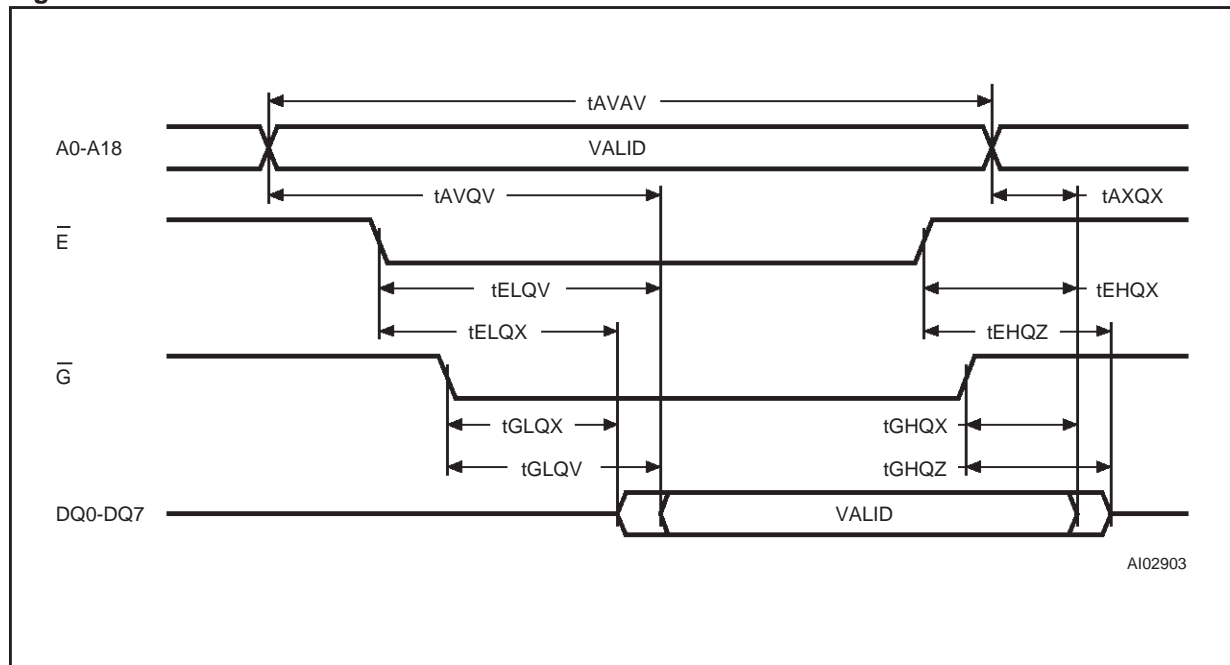 tAVAV
A0-A18 VALID
tAVQV tAXQX
E̅
tELQV tEHQX
tELQX tEHQZ
G̅
tGLQX tGHQX
tGLQV tGHQZ
DQ0-DQ7 VALID
AI02903